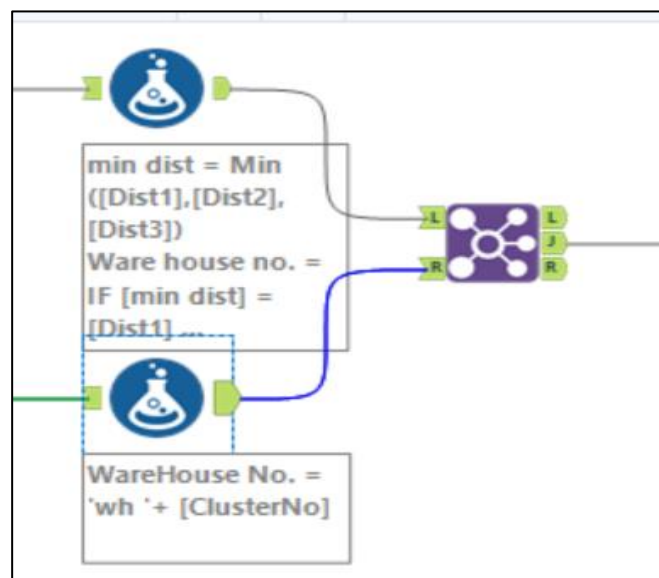 min dist = Min
([Dist1],[Dist2],
[Dist3])
Ware house no. =
IF [min dist] =
[Dist1] ...
L
R
L
J
R
WareHouse No. =
'wh '+ [ClusterNo]